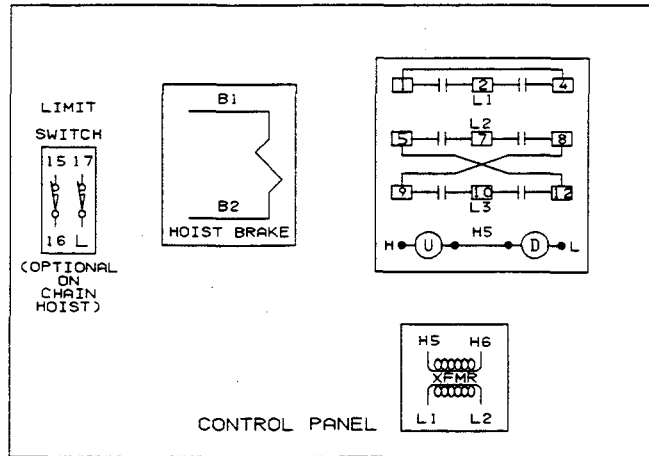 LIMIT
SWITCH
15 17
16 L
(OPTIONAL
ON
CHAIN
HOIST)
B1
B2
HOIST BRAKE
1 2 4
L1
L2
5 7 8
9 10 12
L3
H U H5 D L
H5 H6
XFMR
L1 L2
CONTROL PANEL